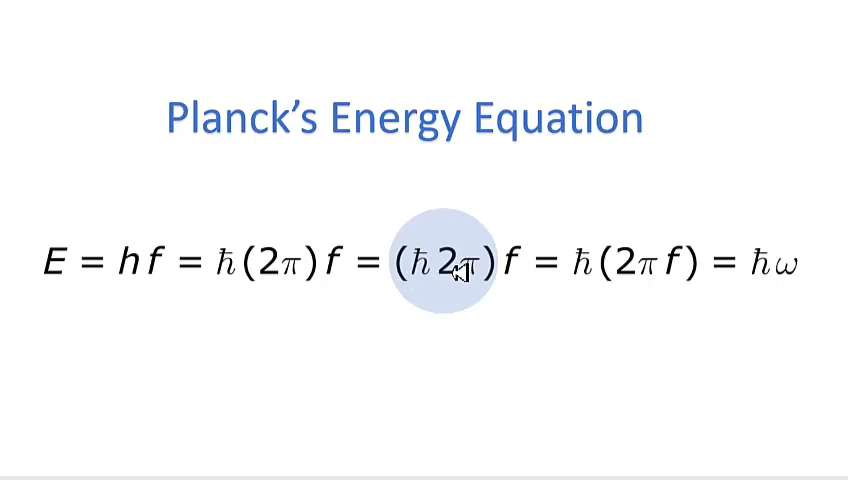 Planck's Energy Equation
E = hf = ℏ(2π)f = (ℏ2π)f = ℏ(2πf) = ℏω